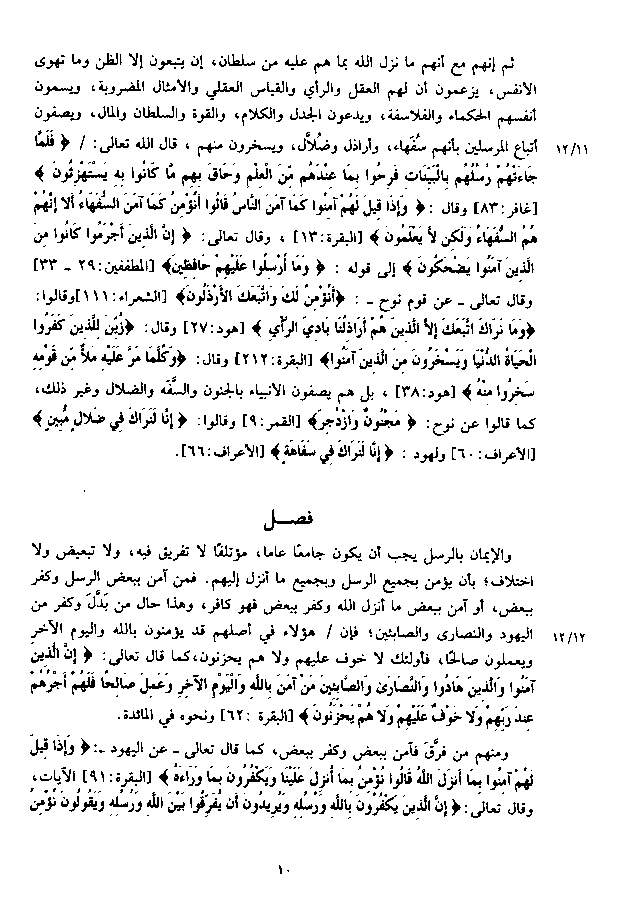 ثم إنهم مع أنهم ما نزل الله بما هم عليه من سلطان، إن يتبعون إلا الظن وما تهوى
الأنفس، يزعمون أن لهم العقل والرأي والقياس العقلي والأمثال المضروبة، ويسمون
أنفسهم الحكماء والفلاسفة، ويدعون الجدل والكلام، والقوة والسلطان والمال، ويصفون
١٢/١١ أتباع المرسلين بأنهم سُفَهاء، وأراذل وضُلاَّل، ويسخرون منهم ، قال الله تعالى: / ﴿ فَلَمَّا
جَاءَتْهُمْ رُسُلُهُم بِالْبَيِّنَاتِ فَرِحُوا بِمَا عِندَهُم مِّنَ الْعِلْمِ وَحَاقَ بِهِم مَّا كَانُوا بِهِ يَسْتَهْزِئُونَ ﴾
[غافر:٨٣] وقال :﴿ وَإِذَا قِيلَ لَهُمْ آمِنُوا كَمَا آمَنَ النَّاسُ قَالُوا أَنُؤْمِنُ كَمَا آمَنَ السُّفَهَاءُ أَلا إِنَّهُمْ
هُمُ السُّفَهَاءُ وَلَكِن لاَّ يَعْلَمُونَ ﴾ [البقرة:١٣] ، وقال تعالى: ﴿ إِنَّ الَّذِينَ أَجْرَمُوا كَانُوا مِنَ
الَّذِينَ آمَنُوا يَضْحَكُونَ ﴾ إلى قوله : ﴿ وَمَا أُرْسِلُوا عَلَيْهِمْ حَافِظِينَ﴾ [المطففين:٢٩ ـ ٣٣]
وقال تعالى ـ عن قوم نوح ـ : ﴿أَنُؤْمِنُ لَكَ وَاتَّبَعَكَ الأَرْذَلُونَ﴾ [الشعراء:١١١]وقالوا:
﴿وَمَا نَرَاكَ اتَّبَعَكَ إِلاَّ الَّذِينَ هُمْ أَرَاذِلُنَا بَادِيَ الرَّأْيِ ﴾ [هود:٢٧] وقال: ﴿زُيِّنَ لِلَّذِينَ كَفَرُوا
الْحَيَاةُ الدُّنْيَا وَيَسْخَرُونَ مِنَ الَّذِينَ آمَنُوا﴾ [البقرة:٢١٢] وقال: ﴿وَكُلَّمَا مَرَّ عَلَيْهِ مَلأٌ مِّن قَوْمِهِ
سَخِرُوا مِنْهُ ﴾ [هود:٣٨] ، بل هم يصفون الأنبياء بالجنون والسَّفَه والضلال وغير ذلك،
كما قالوا عن نوح: ﴿ مَجْنُونٌ وَازْدُجِرَ﴾ [القمر:٩] وقالوا: ﴿ إِنَّا لَنَرَاكَ فِي ضَلالٍ مُّبِينٍ ﴾
[الأعراف:٦٠] ولهود : ﴿ إِنَّا لَنَرَاكَ فِي سَفَاهَةٍ ﴾ [الأعراف:٦٦].
فصـل
والإيمان بالرسل يجب أن يكون جامعًا عاما، مؤتلفًا لا تفريق فيه، ولا تبعيض ولا
اختلاف؛ بأن يؤمن بجميع الرسل وبجميع ما أنزل إليهم. فمن آمن ببعض الرسل وكفر
ببعض، أو آمن ببعض ما أنزل الله وكفر ببعض فهو كافر، وهذا حال من بَدَّلَ وكفر من
١٢/١٢ اليهود والنصارى والصابئين؛ فإن / هؤلاء في أصلهم قد يؤمنون بالله واليوم الآخر
ويعملون صالحًا، فأولئك لا خوف عليهم ولا هم يحزنون،كما قال تعالى: ﴿ إِنَّ الَّذِينَ
آمَنُوا وَالَّذِينَ هَادُوا وَالنَّصَارَى وَالصَّابِئِينَ مَنْ آمَنَ بِاللَّهِ وَالْيَوْمِ الآخِرِ وَعَمِلَ صَالِحًا فَلَهُمْ أَجْرُهُمْ
عِندَ رَبِّهِمْ وَلا خَوْفٌ عَلَيْهِمْ وَلا هُمْ يَحْزَنُونَ ﴾ [البقرة :٦٢] ونحوه في المائدة.
ومنهم من فَرَّقَ فآمن ببعض وكفر ببعض، كما قال تعالى ـ عن اليهود ـ:﴿ وَإِذَا قِيلَ
لَهُمْ آمِنُوا بِمَا أَنزَلَ اللَّهُ قَالُوا نُؤْمِنُ بِمَا أُنزِلَ عَلَيْنَا وَيَكْفُرُونَ بِمَا وَرَاءَهُ ﴾ [البقرة:٩١] الآيات،
وقال تعالى:﴿ إِنَّ الَّذِينَ يَكْفُرُونَ بِاللَّهِ وَرُسُلِهِ وَيُرِيدُونَ أَن يُفَرِّقُوا بَيْنَ اللَّهِ وَرُسُلِهِ وَيَقُولُونَ نُؤْمِنُ
١٠